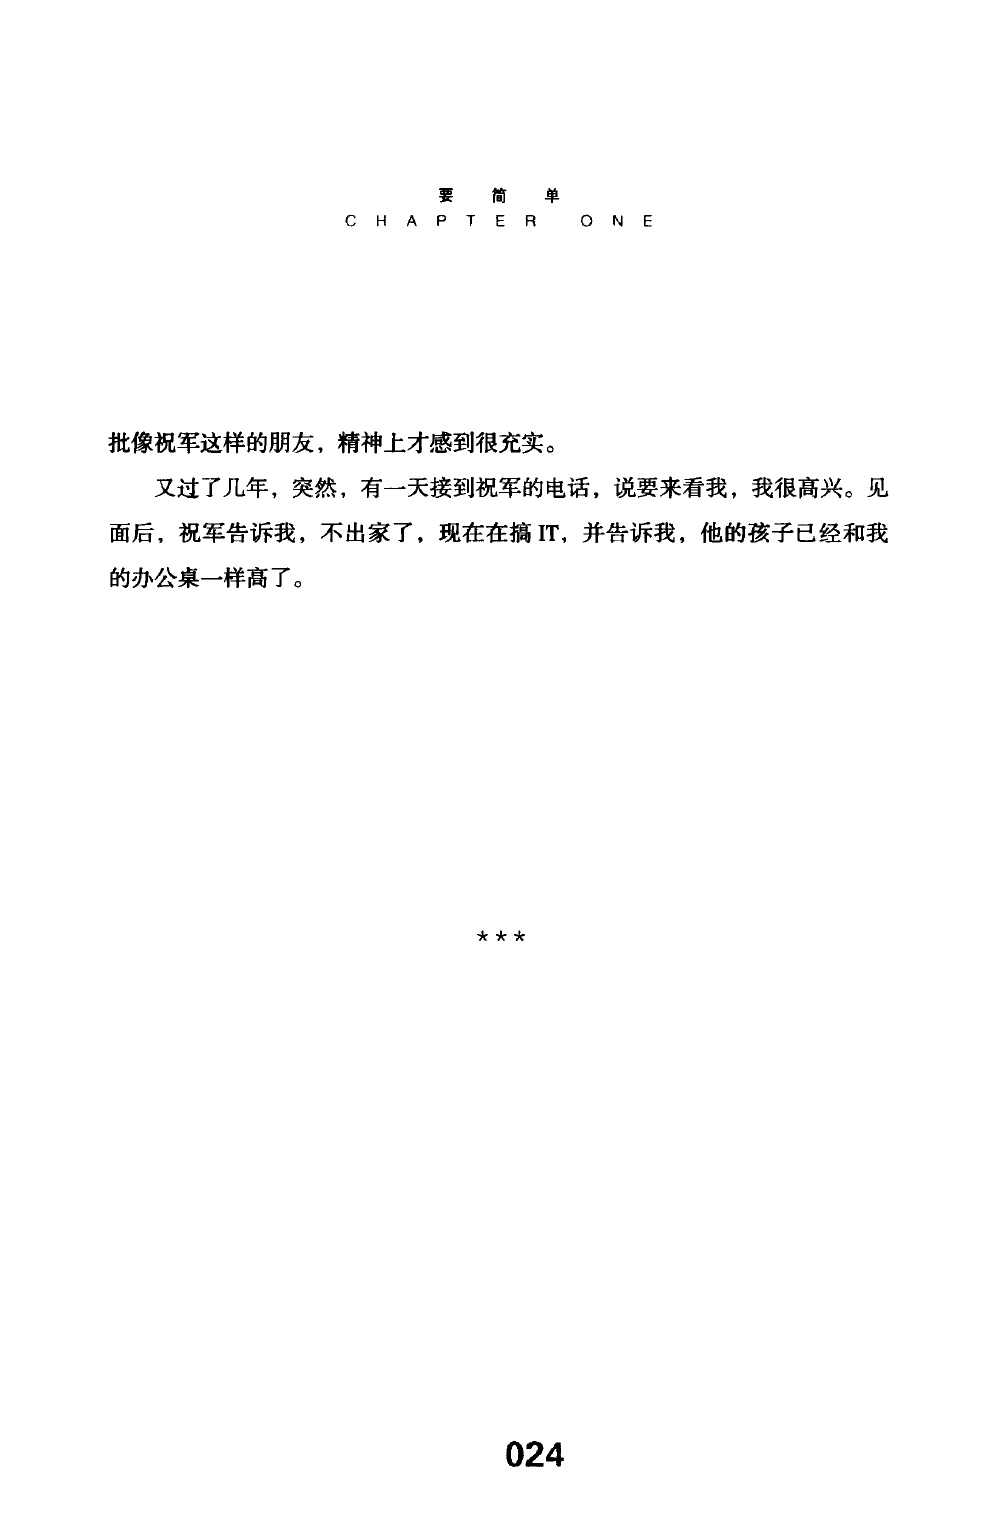 要 简 单
CHAPTER ONE
批像祝军这样的朋友，精神上才感到很充实。
又过了几年，突然，有一天接到祝军的电话，说要来看我，我很高兴。见
面后，祝军告诉我，不出家了，现在在搞 IT，并告诉我，他的孩子已经和我
的办公桌一样高了。
***
024